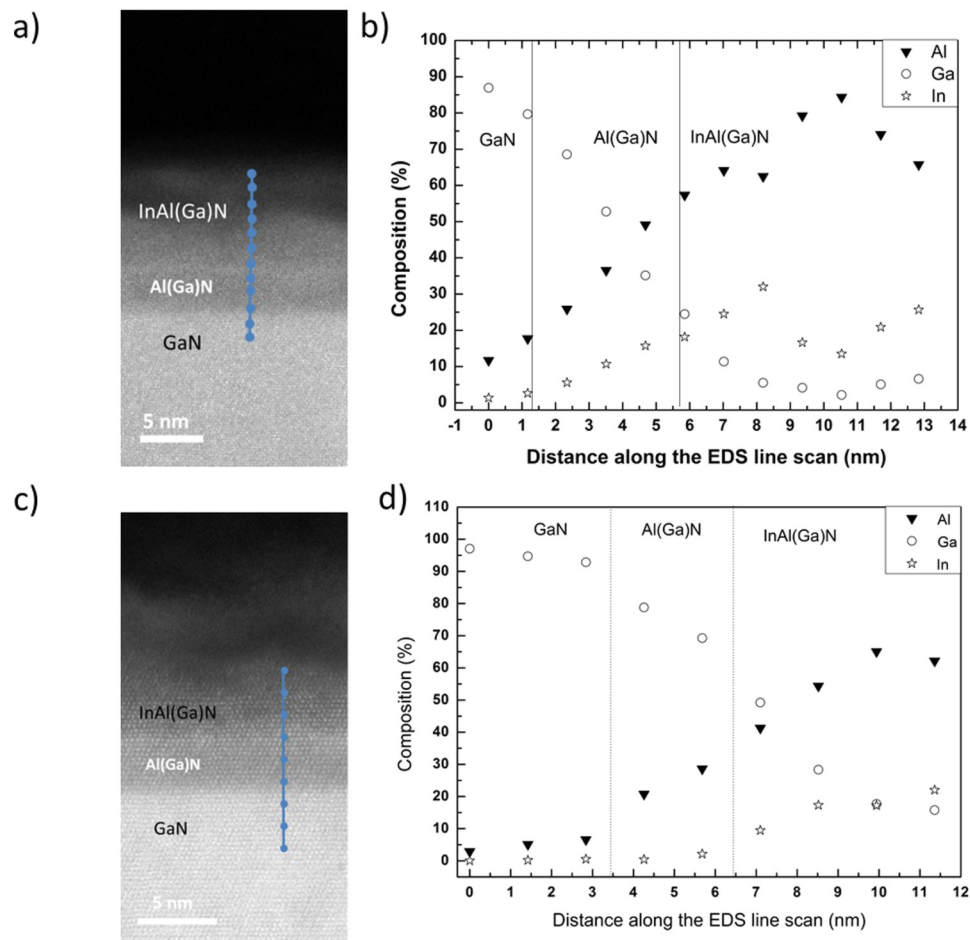 a)
InAl(Ga)N
Al(Ga)N
GaN
5 nm
b)
100
90
80
70
60
50
40
30
20
10
0
Composition (%)
GaN
Al(Ga)N
InAl(Ga)N
Al
Ga
In
-1 0 1 2 3 4 5 6 7 8 9 10 11 12 13 14
Distance along the EDS line scan (nm)
c)
InAl(Ga)N
Al(Ga)N
GaN
5 nm
d)
110
100
90
80
70
60
50
40
30
20
10
0
Composition (%)
GaN
Al(Ga)N
InAl(Ga)N
Al
Ga
In
0 1 2 3 4 5 6 7 8 9 10 11 12
Distance along the EDS line scan (nm)